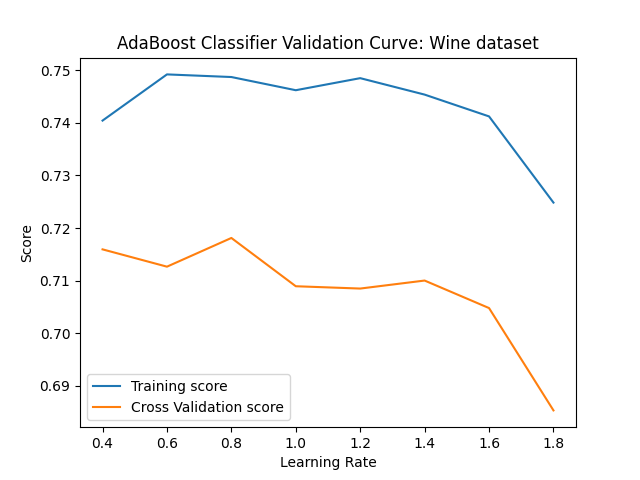 AdaBoost Classifier Validation Curve: Wine dataset
0.75
0.74
0.73
0.72
0.71
0.70
0.69
Score
Training score
Cross Validation score
0.4 0.6 0.8 1.0 1.2 1.4 1.6 1.8
Learning Rate